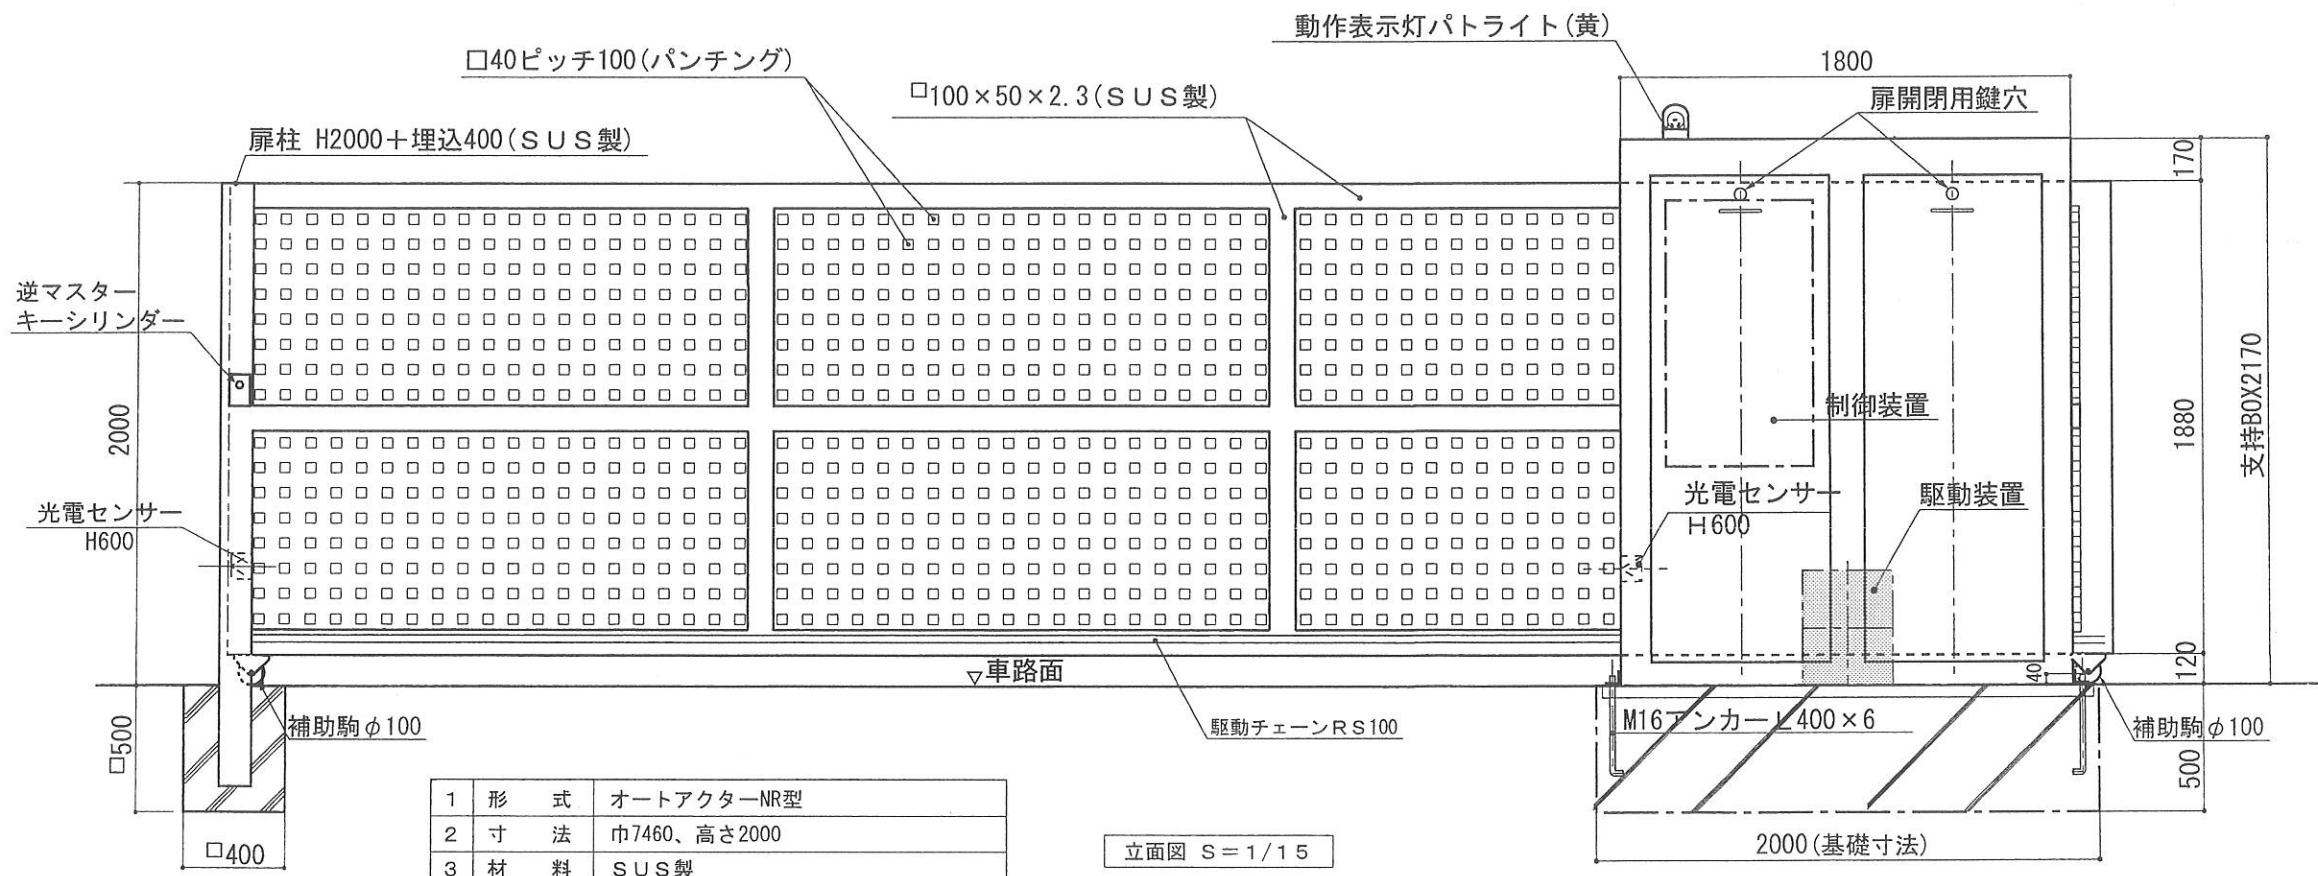 動作表示灯パトライト(黄)
□40ピッチ100(パンチング)
1800
□100×50×2.3(ＳＵＳ製)
扉開閉用鍵穴
扉柱 H2000＋埋込400(ＳＵＳ製)
170
逆マスター
キーシリンダー
2000
制御装置
1880
支持BOX2170
光電センサー
H600
光電センサー
H600
駆動装置
▽車路面
40
120
□500
補助駒φ100
駆動チェーンＲＳ100
M16アンカーL400×6
補助駒φ100
500
1 形 式 オートアクターNR型
2 寸 法 巾7460、高さ2000
3 材 料 ＳＵＳ製
立面図 Ｓ＝1/15
□400
2000(基礎寸法)